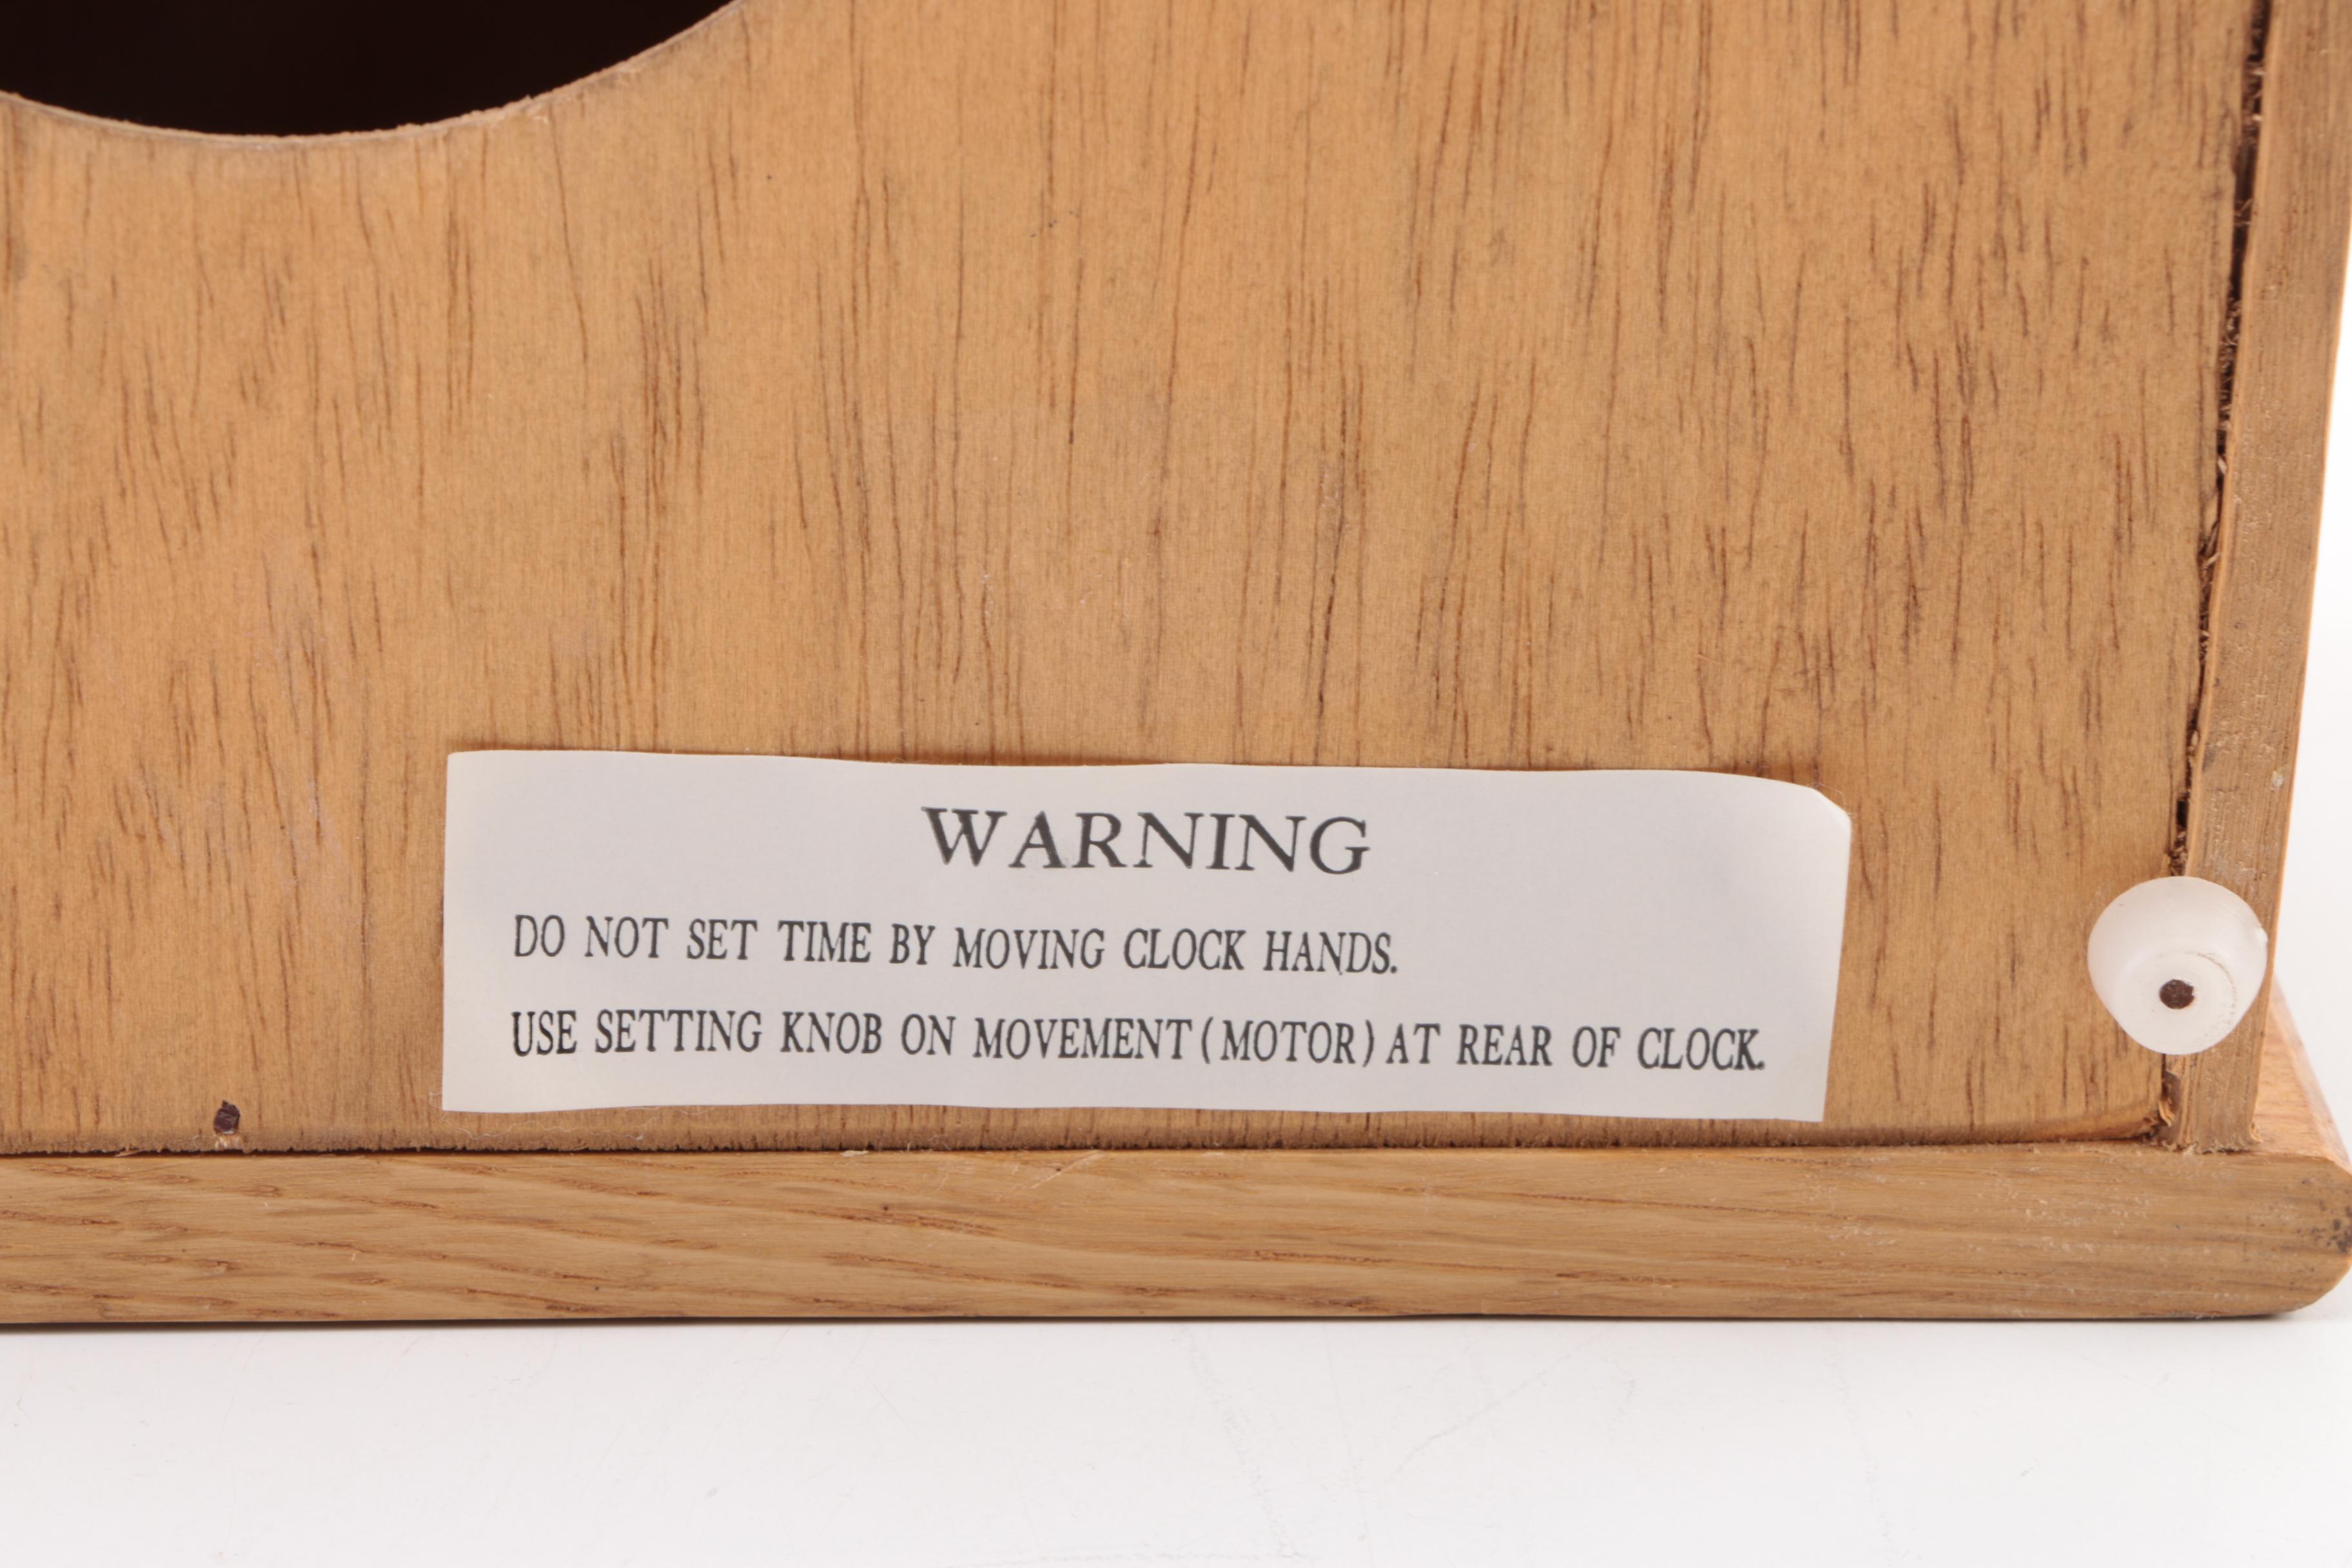 WARNING
DO NOT SET TIME BY MOVING CLOCK HANDS.
USE SETTING KNOB ON MOVEMENT (MOTOR) AT REAR OF CLOCK.